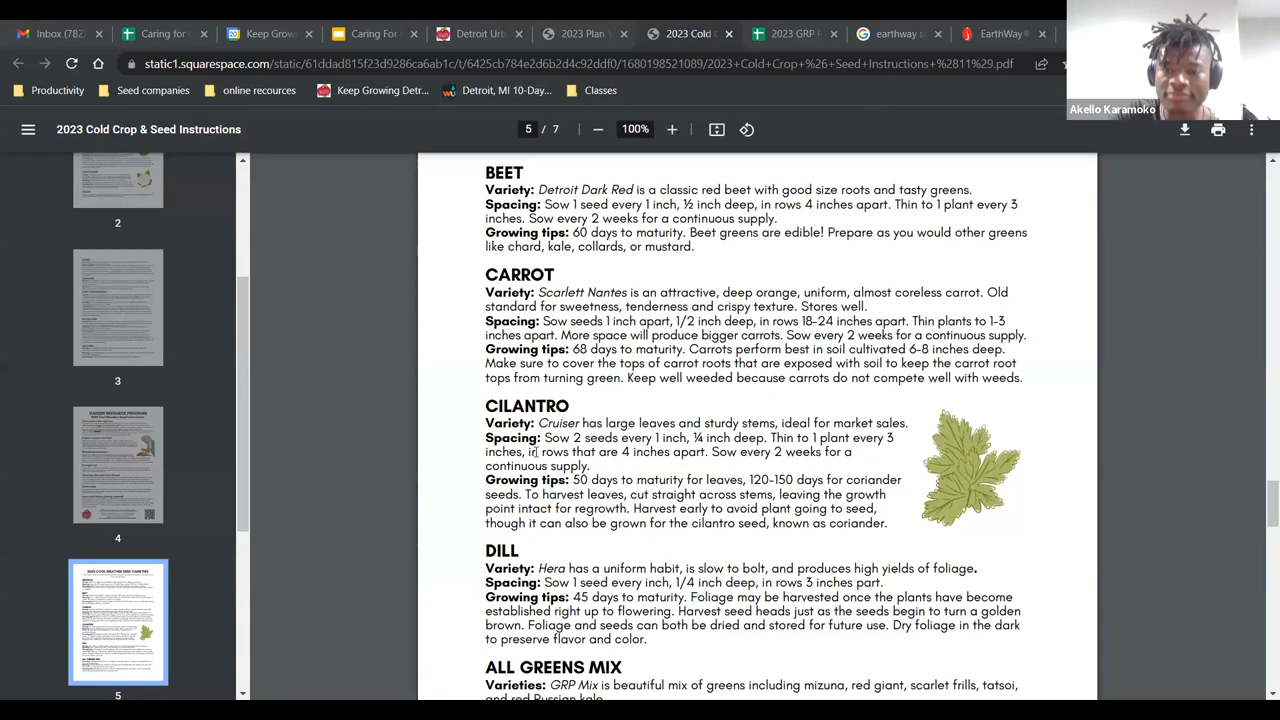 Inbox (782
Caring for
Keep Grow
Caring For
Detroit Urb
2023 Plan
2023 Cold
2023 GRP
earthway s
EarthWay®
static1.squarespace.com/static/61ddad815f23d9286ca6ab1c/t/6425cb784e2d6b2d4c92ddf0/1680198521089/2023+Cold+Crop+%26+Seed+Instructions+%2811%29.pdf
Productivity
Seed companies
online recources
Keep Growing Detr...
Detroit, MI 10-Day...
Classes
Akello Karamoko
2023 Cold Crop & Seed Instructions
5 / 7
100%
2
3
4
5
BEET
Variety: Detroit Dark Red is a classic red beet with good size roots and tasty greens.
Spacing: Sow 1 seed every 1 inch, ½ inch deep, in rows 4 inches apart. Thin to 1 plant every 3
inches. Sow every 2 weeks for a continuous supply.
Growing tips: 60 days to maturity. Beet greens are edible! Prepare as you would other greens
like chard, kale, collards, or mustard.
CARROT
Variety: Scarlett Nantes is an attractive, deep orange, uniform, almost coreless carrot. Old
standard for sweetness, tenderness and crispy texture. Stores well.
Spacing: Sow seeds 1 inch apart, 1/2 inch deep, in rows 18-24 inches apart. Thin plants to 1-3
inches apart. More space will produce bigger carrots. Sow every 2 weeks for a continuous supply.
Growing tips: 68 days to maturity. Carrots perform best in soil cultivated 6-8 inches deep.
Make sure to cover the tops of carrot roots that are exposed with soil to keep the carrot root
tops from turning green. Keep well weeded because carrots do not compete well with weeds.
CILANTRO
Variety: Cruiser has large leaves and sturdy stems, ideal for market sales.
Spacing: Sow 2 seeds every 1 inch, ¼ inch deep. Thin to 1 plant every 3
inches in rows that are 4 inches apart. Sow every 2 weeks for a
continual supply.
Growing tips: 50 days to maturity for leaves, 120-150 days for coriander
seeds. To harvest leaves, cut straight across stems, leaving the growth
point intact for regrowth. Harvest early to avoid plant going to seed,
though it can also be grown for the cilantro seed, known as coriander.
DILL
Variety: has a uniform habit, is slow to bolt, and produces high yields of foliage.
Spacing: Sow 1 seed every inch, 1/4 inch deep, in rows 3 inches part.
Growing tips: 45 days to maturity. Foliage may be harvested once the plants have become
established, right up to flowering. Harvest seed heads just as the seeds begin to turn a golden
brown. Foliage and seeds can both be dried and stored for future use. Dry foliage in the dark
to preserve flavor and color.
ALL GREENS MIX
Varieties: GRP Mix is beautiful mix of greens including mizuna, red giant, scarlet frills, tatsoi,
and red Russian kale.